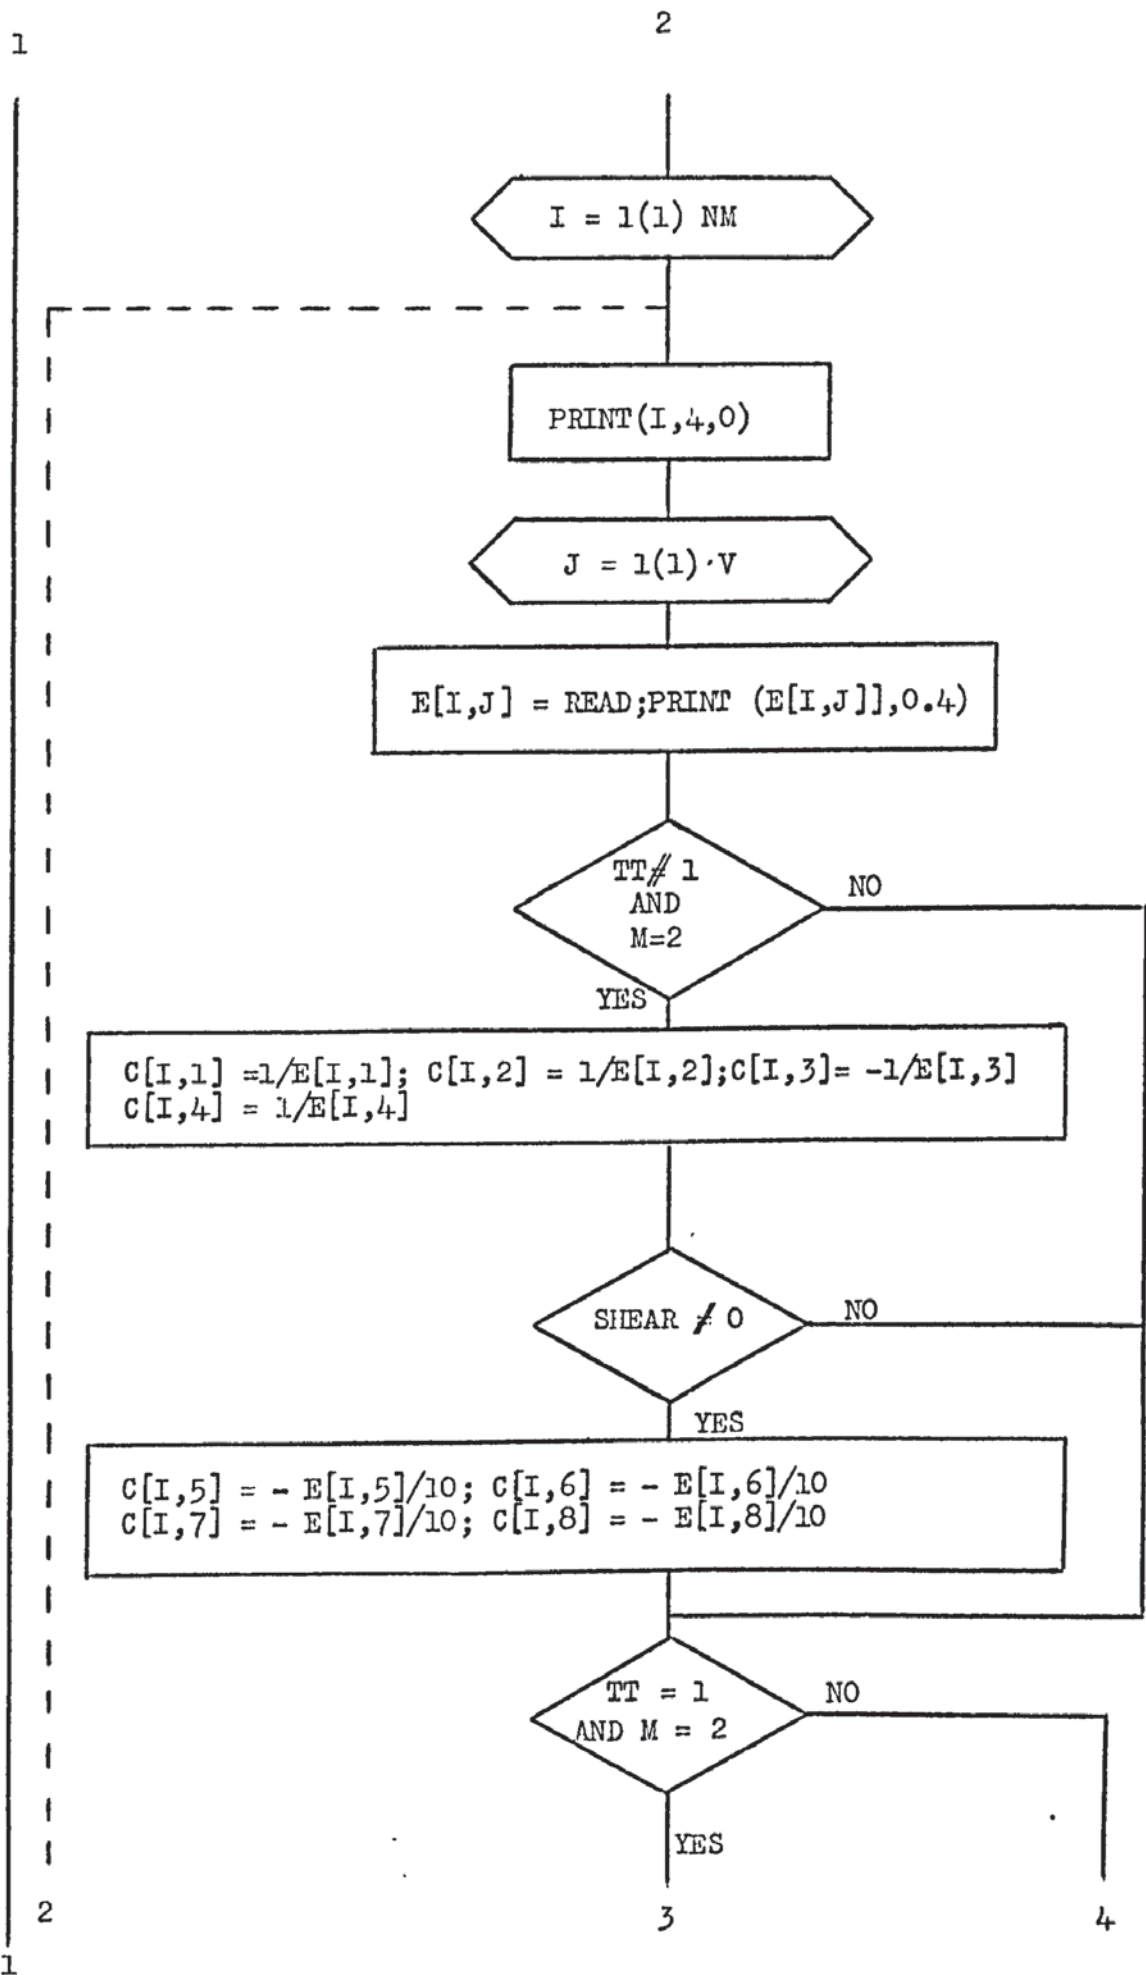 1
2
I = 1(1) NM
PRINT(I,4,0)
J = 1(1)·V
E[I,J] = READ;PRINT (E[I,J]],0.4)
TT≠ 1
AND
M=2
NO
YES
C[I,1] =1/E[I,1]; C[I,2] = 1/E[I,2];C[I,3]= -1/E[I,3]
C[I,4] = 1/E[I,4]
SHEAR ≠ 0
NO
YES
C[I,5] = - E[I,5]/10; C[I,6] = - E[I,6]/10
C[I,7] = - E[I,7]/10; C[I,8] = - E[I,8]/10
TT = 1
AND M = 2
NO
YES
2
3
4
1